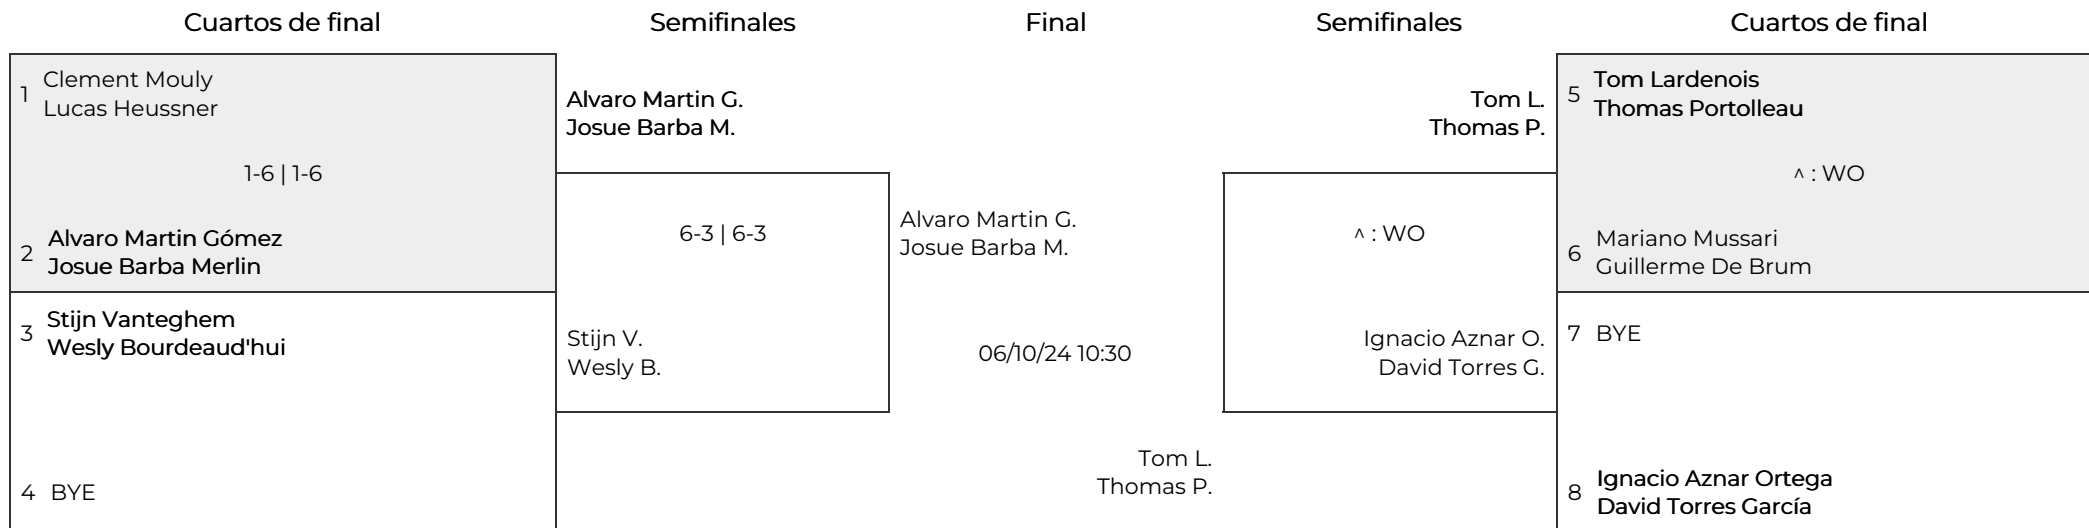 Cuartos de final
Semifinales
Final
Semifinales
Cuartos de final
1
Clement Mouly
Lucas Heussner
1-6 | 1-6
2
Alvaro Martin Gómez
Josue Barba Merlin
3
Stijn Vanteghem
Wesly Bourdeaud'hui
4 BYE
Alvaro Martin G.
Josue Barba M.
6-3 | 6-3
Stijn V.
Wesly B.
Alvaro Martin G.
Josue Barba M.
06/10/24 10:30
Tom L.
Thomas P.
Tom L.
Thomas P.
^ : WO
Ignacio Aznar O.
David Torres G.
5
Tom Lardenois
Thomas Portolleau
^ : WO
6
Mariano Mussari
Guillerme De Brum
7 BYE
8
Ignacio Aznar Ortega
David Torres García